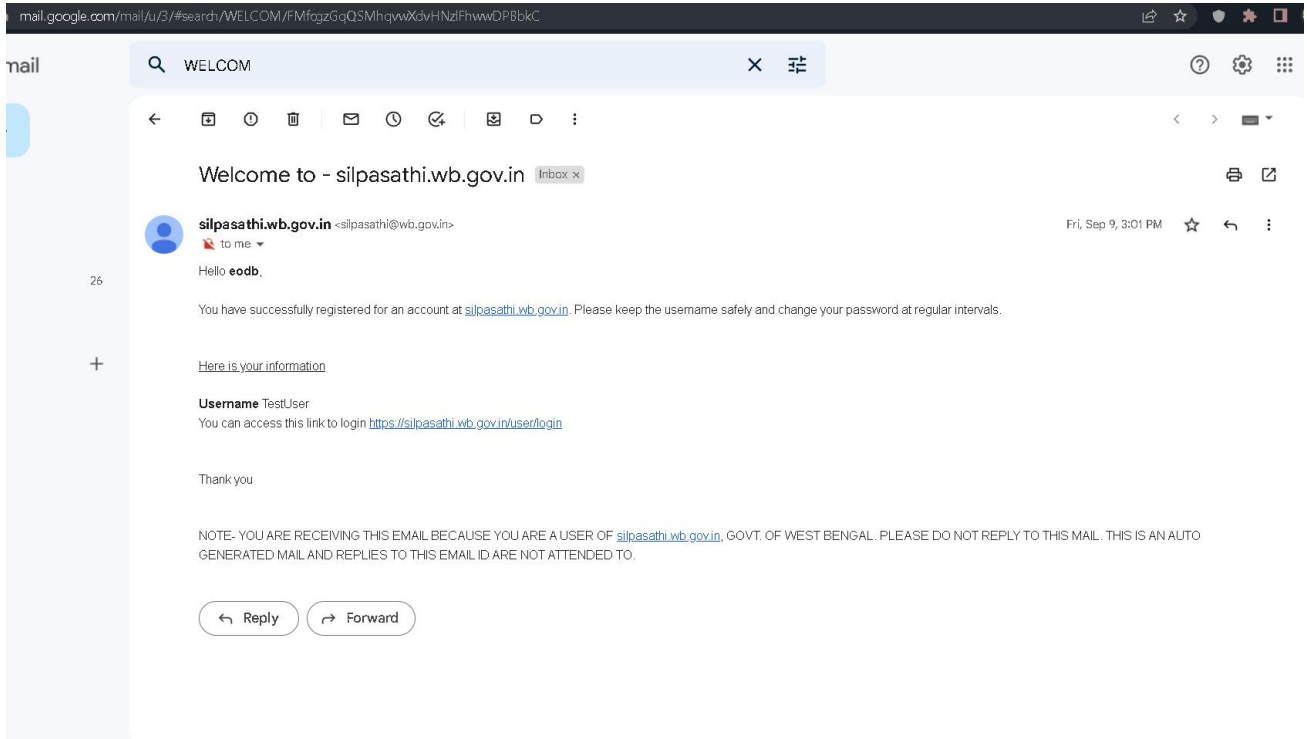 mail.google.com/mail/u/3/#search/WELCOM/FMfcgzGqQSMhqvwXdvHNzlFhwwDPBbkC
mail
WELCOM
Welcome to - silpasathi.wb.gov.in Inbox x
silpasathi.wb.gov.in <silpasathi@wb.gov.in>
Fri, Sep 9, 3:01 PM
to me
Hello eodb,
26
You have successfully registered for an account at silpasathi.wb.gov.in. Please keep the username safely and change your password at regular intervals.
Here is your information
Username TestUser
You can access this link to login https://silpasathi.wb.gov.in/user/login
Thank you
NOTE- YOU ARE RECEIVING THIS EMAIL BECAUSE YOU ARE A USER OF silpasathi.wb.gov.in, GOVT. OF WEST BENGAL. PLEASE DO NOT REPLY TO THIS MAIL. THIS IS AN AUTO
GENERATED MAIL AND REPLIES TO THIS EMAIL ID ARE NOT ATTENDED TO.
Reply Forward